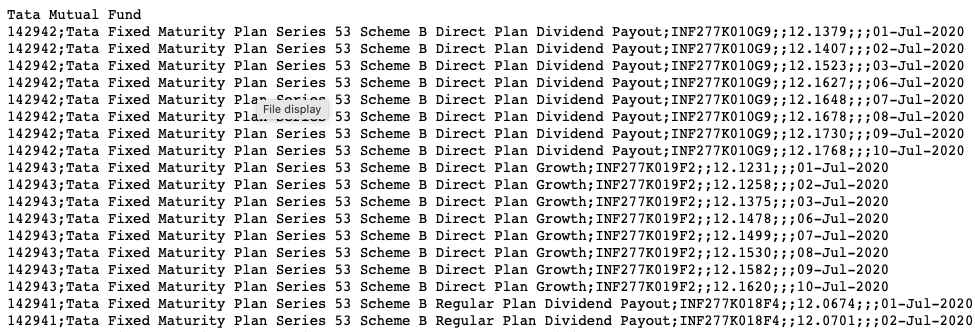 Tata Mutual Fund
142942;Tata Fixed Maturity Plan Series 53 Scheme B Direct Plan Dividend Payout;INF277K010G9;;12.1379;;;01-Jul-2020
142942;Tata Fixed Maturity Plan Series 53 Scheme B Direct Plan Dividend Payout;INF277K010G9;;12.1407;;;02-Jul-2020
142942;Tata Fixed Maturity Plan Series 53 Scheme B Direct Plan Dividend Payout;INF277K010G9;;12.1523;;;03-Jul-2020
142942;Tata Fixed Maturity Plan Series 53 Scheme B Direct Plan Dividend Payout;INF277K010G9;;12.1627;;;06-Jul-2020
142942;Tata Fixed Maturity Plan Series 53 Scheme B Direct Plan Dividend Payout;INF277K010G9;;12.1648;;;07-Jul-2020
File display
142942;Tata Fixed Maturity Plan Series 53 Scheme B Direct Plan Dividend Payout;INF277K010G9;;12.1678;;;08-Jul-2020
142942;Tata Fixed Maturity Plan Series 53 Scheme B Direct Plan Dividend Payout;INF277K010G9;;12.1730;;;09-Jul-2020
142942;Tata Fixed Maturity Plan Series 53 Scheme B Direct Plan Dividend Payout;INF277K010G9;;12.1768;;;10-Jul-2020
142943;Tata Fixed Maturity Plan Series 53 Scheme B Direct Plan Growth;INF277K019F2;;12.1231;;;01-Jul-2020
142943;Tata Fixed Maturity Plan Series 53 Scheme B Direct Plan Growth;INF277K019F2;;12.1258;;;02-Jul-2020
142943;Tata Fixed Maturity Plan Series 53 Scheme B Direct Plan Growth;INF277K019F2;;12.1375;;;03-Jul-2020
142943;Tata Fixed Maturity Plan Series 53 Scheme B Direct Plan Growth;INF277K019F2;;12.1478;;;06-Jul-2020
142943;Tata Fixed Maturity Plan Series 53 Scheme B Direct Plan Growth;INF277K019F2;;12.1499;;;07-Jul-2020
142943;Tata Fixed Maturity Plan Series 53 Scheme B Direct Plan Growth;INF277K019F2;;12.1530;;;08-Jul-2020
142943;Tata Fixed Maturity Plan Series 53 Scheme B Direct Plan Growth;INF277K019F2;;12.1582;;;09-Jul-2020
142943;Tata Fixed Maturity Plan Series 53 Scheme B Direct Plan Growth;INF277K019F2;;12.1620;;;10-Jul-2020
142941;Tata Fixed Maturity Plan Series 53 Scheme B Regular Plan Dividend Payout;INF277K018F4;;12.0674;;;01-Jul-2020
142941;Tata Fixed Maturity Plan Series 53 Scheme B Regular Plan Dividend Payout;INF277K018F4;;12.0701;;;02-Jul-2020